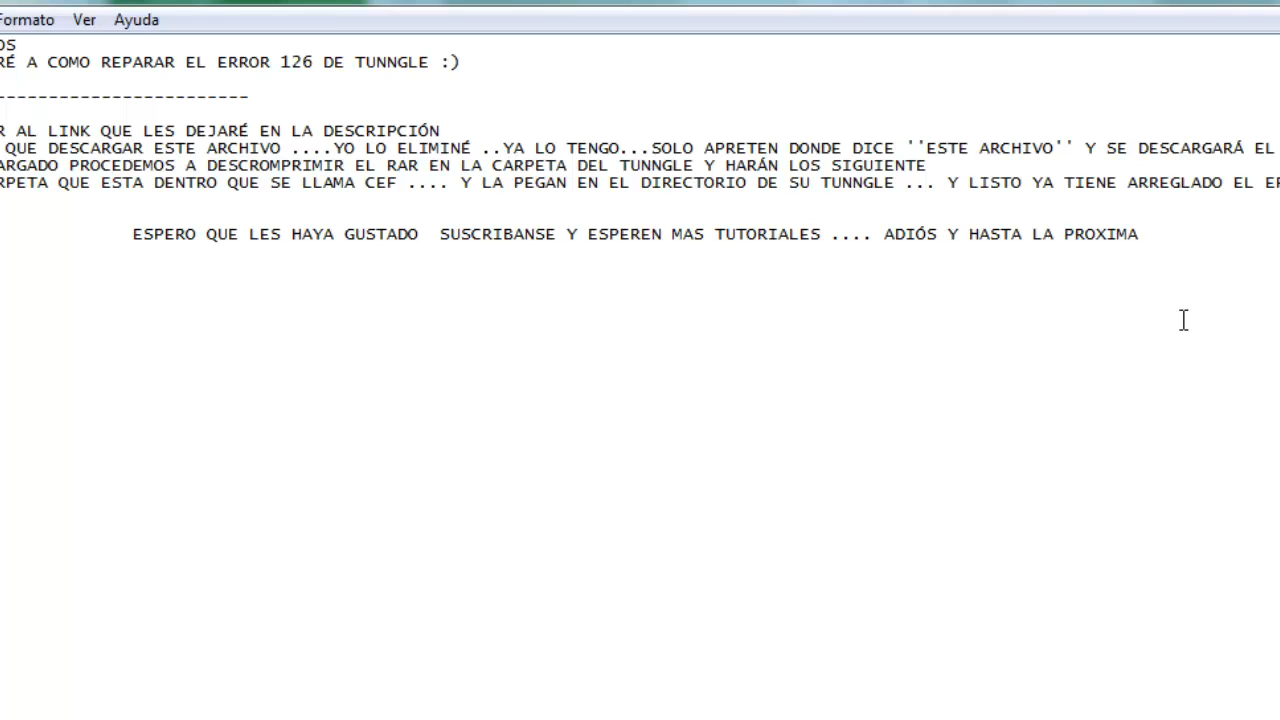 Formato Ver Ayuda
OS
RÉ A COMO REPARAR EL ERROR 126 DE TUNNGLE :)
------------------------
R AL LINK QUE LES DEJARÉ EN LA DESCRIPCIÓN
QUE DESCARGAR ESTE ARCHIVO ....YO LO ELIMINÉ ..YA LO TENGO...SOLO APRETEN DONDE DICE ''ESTE ARCHIVO'' Y SE DESCARGARÁ EL
ARGADO PROCEDEMOS A DESCROMPRIMIR EL RAR EN LA CARPETA DEL TUNNGLE Y HARÁN LOS SIGUIENTE
RPETA QUE ESTA DENTRO QUE SE LLAMA CEF .... Y LA PEGAN EN EL DIRECTORIO DE SU TUNNGLE ... Y LISTO YA TIENE ARREGLADO EL ER
ESPERO QUE LES HAYA GUSTADO  SUSCRIBANSE Y ESPEREN MAS TUTORIALES .... ADIÓS Y HASTA LA PROXIMA